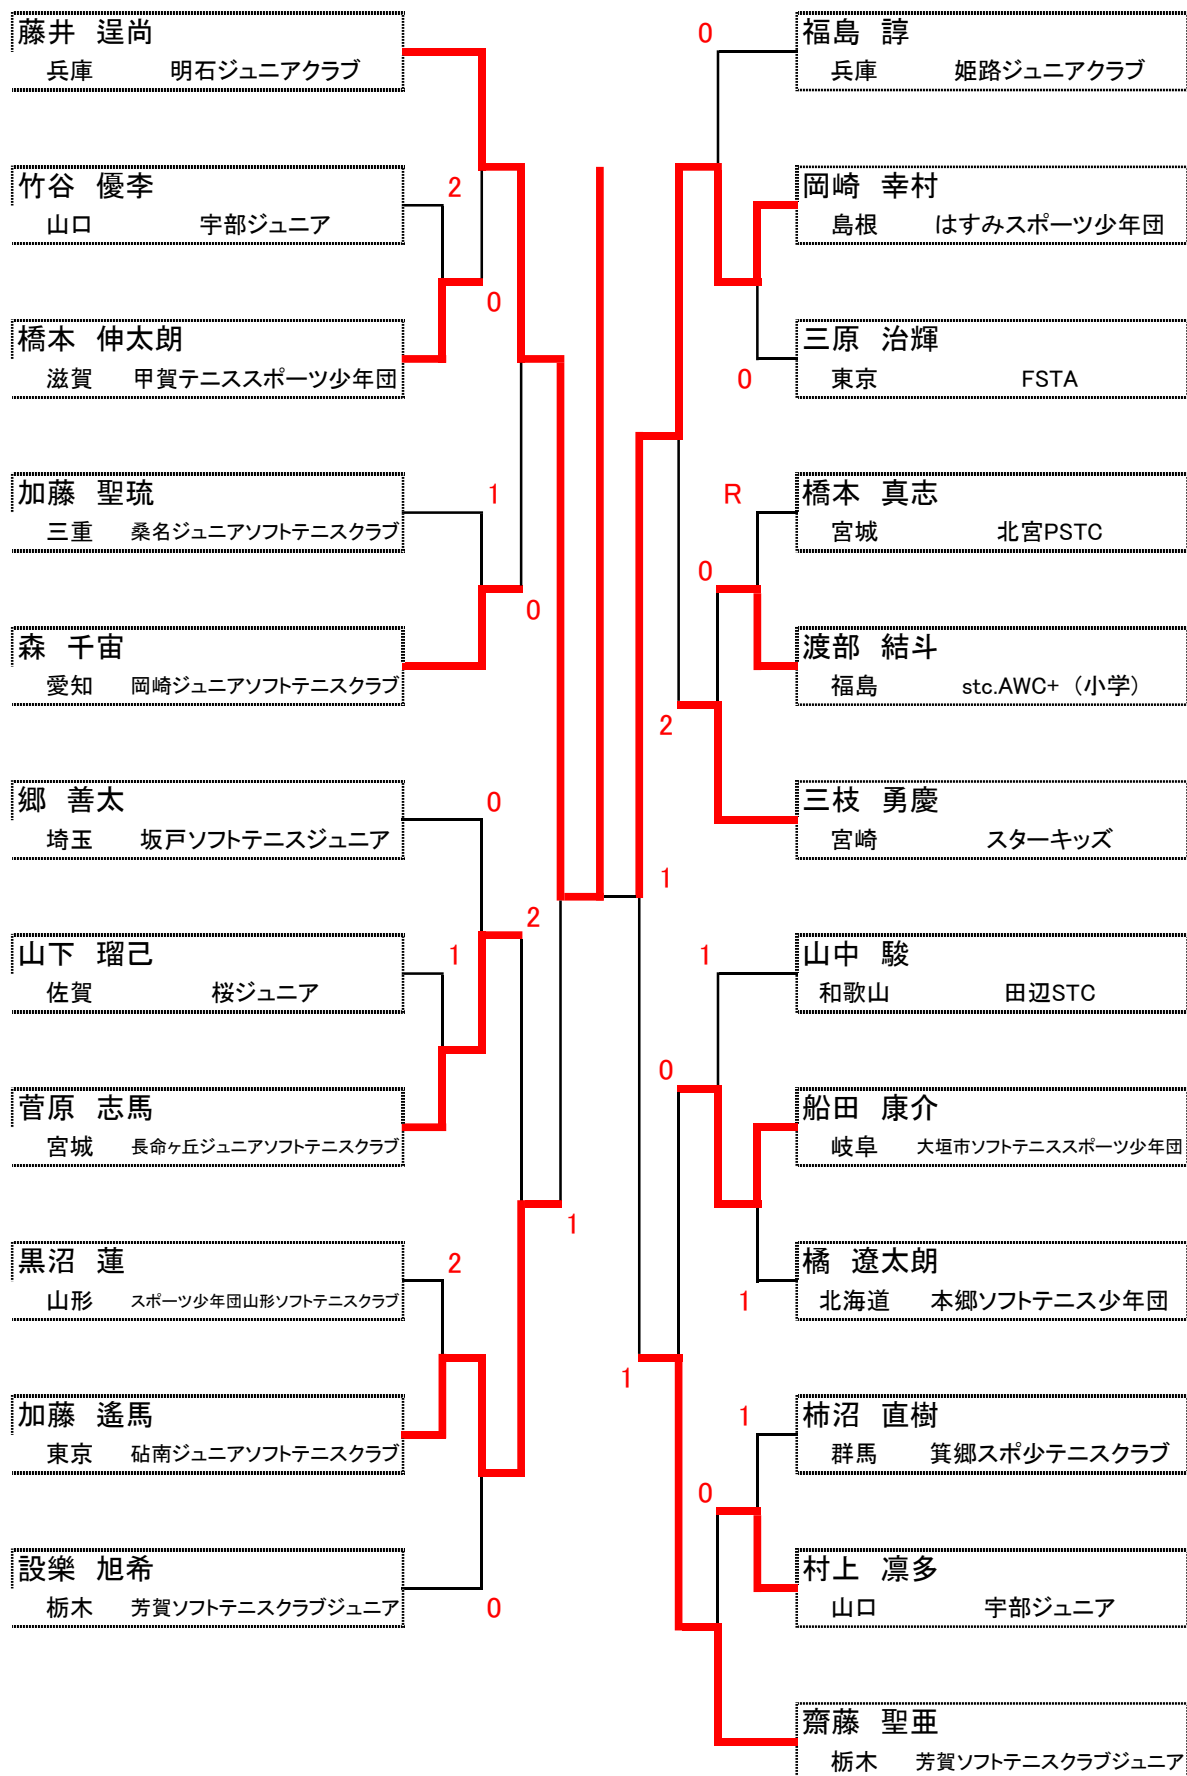 藤井 逞尚
兵庫 明石ジュニアクラブ
竹谷 優李
山口 宇部ジュニア
2
0
橋本 伸太朗
滋賀 甲賀テニススポーツ少年団
加藤 聖琉
三重 桑名ジュニアソフトテニスクラブ
1
0
森 千宙
愛知 岡崎ジュニアソフトテニスクラブ
郷 善太
埼玉 坂戸ソフトテニスジュニア
0
2
山下 瑠己
佐賀 桜ジュニア
1
菅原 志馬
宮城 長命ヶ丘ジュニアソフトテニスクラブ
1
黒沼 蓮
山形 スポーツ少年団山形ソフトテニスクラブ
2
加藤 遙馬
東京 砧南ジュニアソフトテニスクラブ
設樂 旭希
栃木 芳賀ソフトテニスクラブジュニア
0
0
福島 諄
兵庫 姫路ジュニアクラブ
岡崎 幸村
島根 はすみスポーツ少年団
三原 治輝
東京 FSTA
0
R
橋本 真志
宮城 北宮PSTC
0
渡部 結斗
福島 stc.AWC+ （小学）
2
三枝 勇慶
宮崎 スターキッズ
1
1
山中 駿
和歌山 田辺STC
0
船田 康介
岐阜 大垣市ソフトテニススポーツ少年団
橘 遼太朗
北海道 本郷ソフトテニス少年団
1
1
1
柿沼 直樹
群馬 箕郷スポ少テニスクラブ
0
村上 凛多
山口 宇部ジュニア
齋藤 聖亜
栃木 芳賀ソフトテニスクラブジュニア